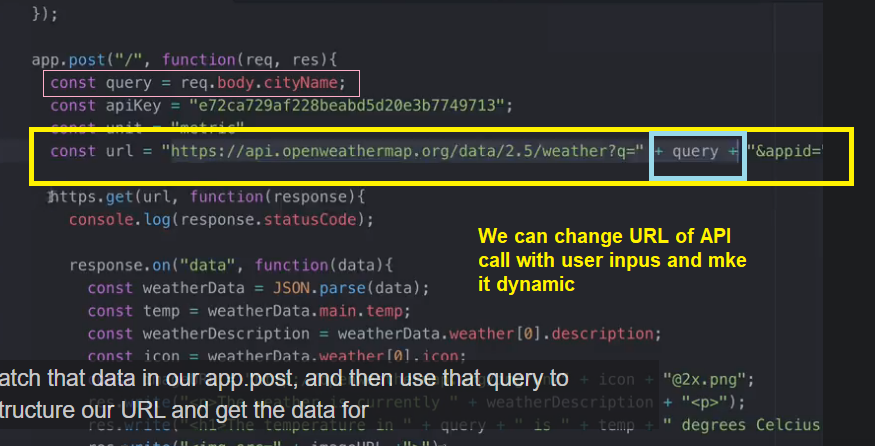 });
app.post("/", function(req, res){
const query = req.body.cityName;
const apiKey = "e72ca729af228beabd5d20e3b7749713";
const unit = "metric"
const url = "https://api.openweathermap.org/data/2.5/weather?q=" + query + "&appid="
https.get(url, function(response){
console.log(response.statusCode);
We can change URL of API
call with user inpus and mke
it dynamic
response.on("data", function(data){
const weatherData = JSON.parse(data);
const temp = weatherData.main.temp;
const weatherDescription = weatherData.weather[0].description;
const icon = weatherData.weather[0].icon;
atch that data in our app.post, and then use that query to
+ icon + "@2x.png";
tructure our URL and get the data for
res.write("<p>The weather is currently " + weatherDescription + "<p>");
res.write("<h1>The temperature in " + query + " is " + temp + " degrees Celcius